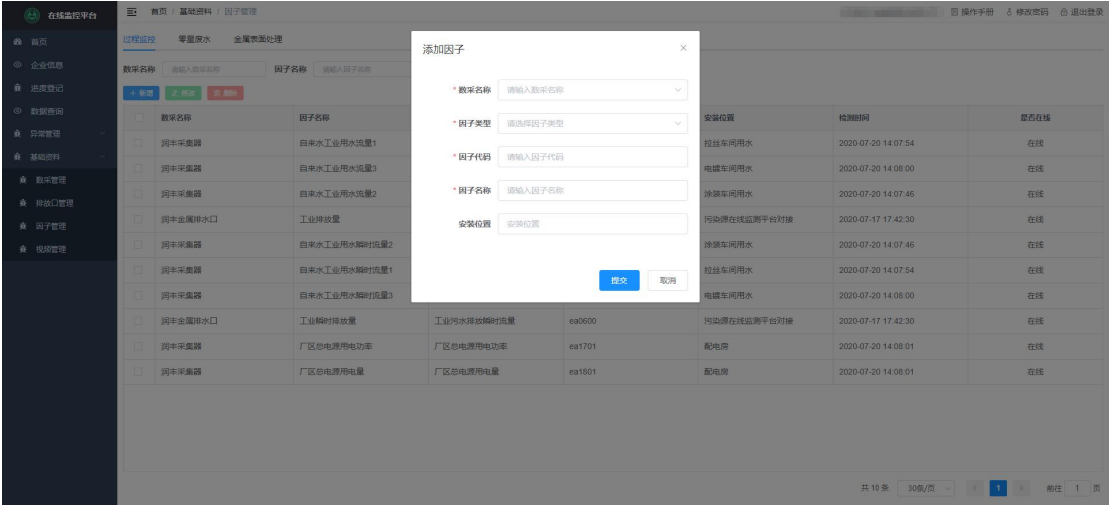 在线监控平台
首页 / 基础资料 / 因子管理
操作手册 修改密码 退出登录
首页
企业信息
进度登记
数据查询
异常管理
基础资料
数采管理
排放口管理
因子管理
视频管理
过程监控 零星废水 金属表面处理
数采名称 请输入数采名称 因子名称 请输入因子名称
+ 新增 修改 删除
数采名称 因子名称 安装位置 检测时间 是否在线
润丰采集器 自来水工业用水流量1 拉丝车间用水 2020-07-20 14:07:54 在线
润丰采集器 自来水工业用水流量3 电镀车间用水 2020-07-20 14:08:00 在线
润丰采集器 自来水工业用水流量2 涂装车间用水 2020-07-20 14:07:46 在线
润丰金属排水口 工业排放量 污染源在线监测平台对接 2020-07-17 17:42:30 在线
润丰采集器 自来水工业用水瞬时流量2 涂装车间用水 2020-07-20 14:07:46 在线
润丰采集器 自来水工业用水瞬时流量1 拉丝车间用水 2020-07-20 14:07:54 在线
润丰采集器 自来水工业用水瞬时流量3 电镀车间用水 2020-07-20 14:08:00 在线
润丰金属排水口 工业瞬时排放量 工业污水排放瞬时流量 ea0600 污染源在线监测平台对接 2020-07-17 17:42:30 在线
润丰采集器 厂区总电源用电功率 厂区总电源用电功率 ea1701 配电房 2020-07-20 14:08:01 在线
润丰采集器 厂区总电源用电量 厂区总电源用电量 ea1801 配电房 2020-07-20 14:08:01 在线
共 10 条 30条/页 1 前往 1 页
添加因子 ×
* 数采名称 请输入数采名称
* 因子类型 请选择因子类型
* 因子代码 请输入因子代码
* 因子名称 请输入因子名称
安装位置 安装位置
提交 取消